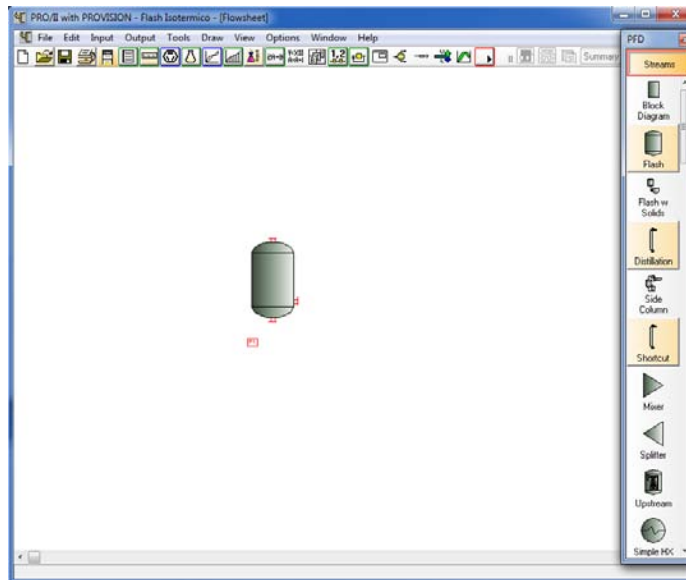 PRO/II with PROVISION - Flash Isotermico - [Flowsheet]
File Edit Input Output Tools Draw View Options Window Help
Summary
PFD
Streams
Block
Diagram
Flash
Flash w
Solids
Distillation
Side
Column
Shortcut
Mixer
Splitter
Upstream
Simple HX